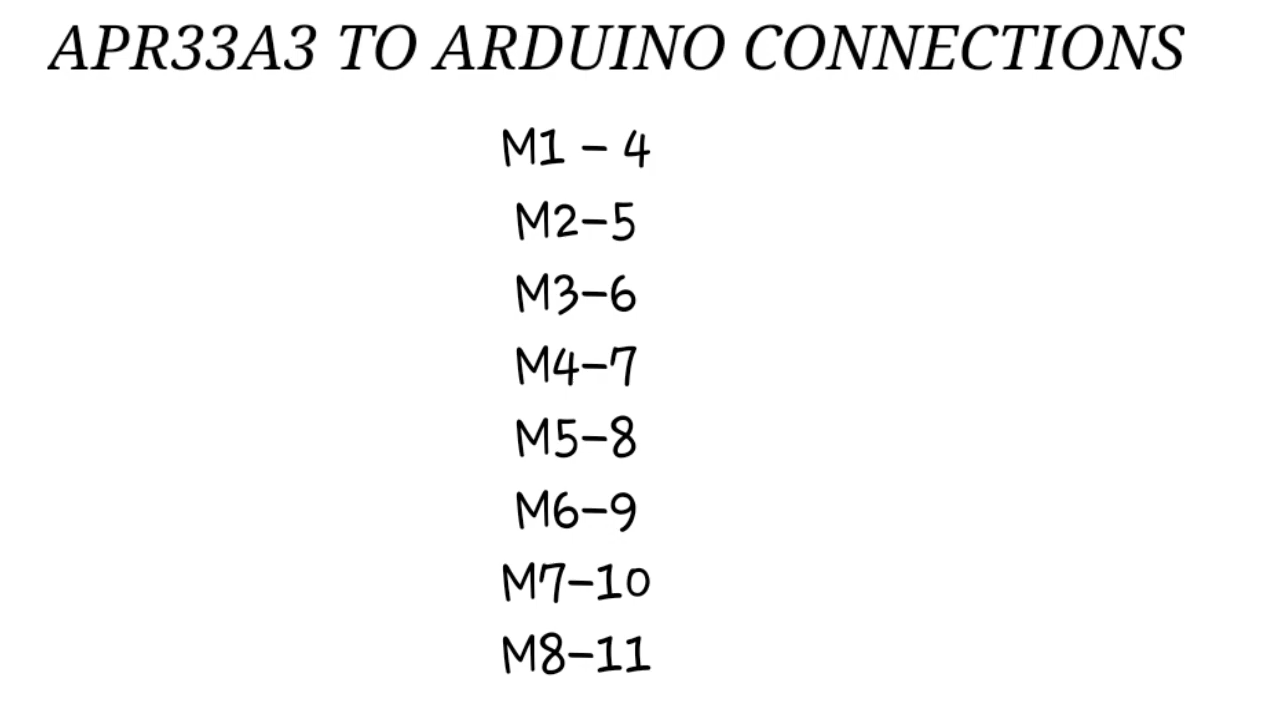 APR33A3 TO ARDUINO CONNECTIONS
M1 – 4
M2–5
M3–6
M4–7
M5–8
M6–9
M7–10
M8–11